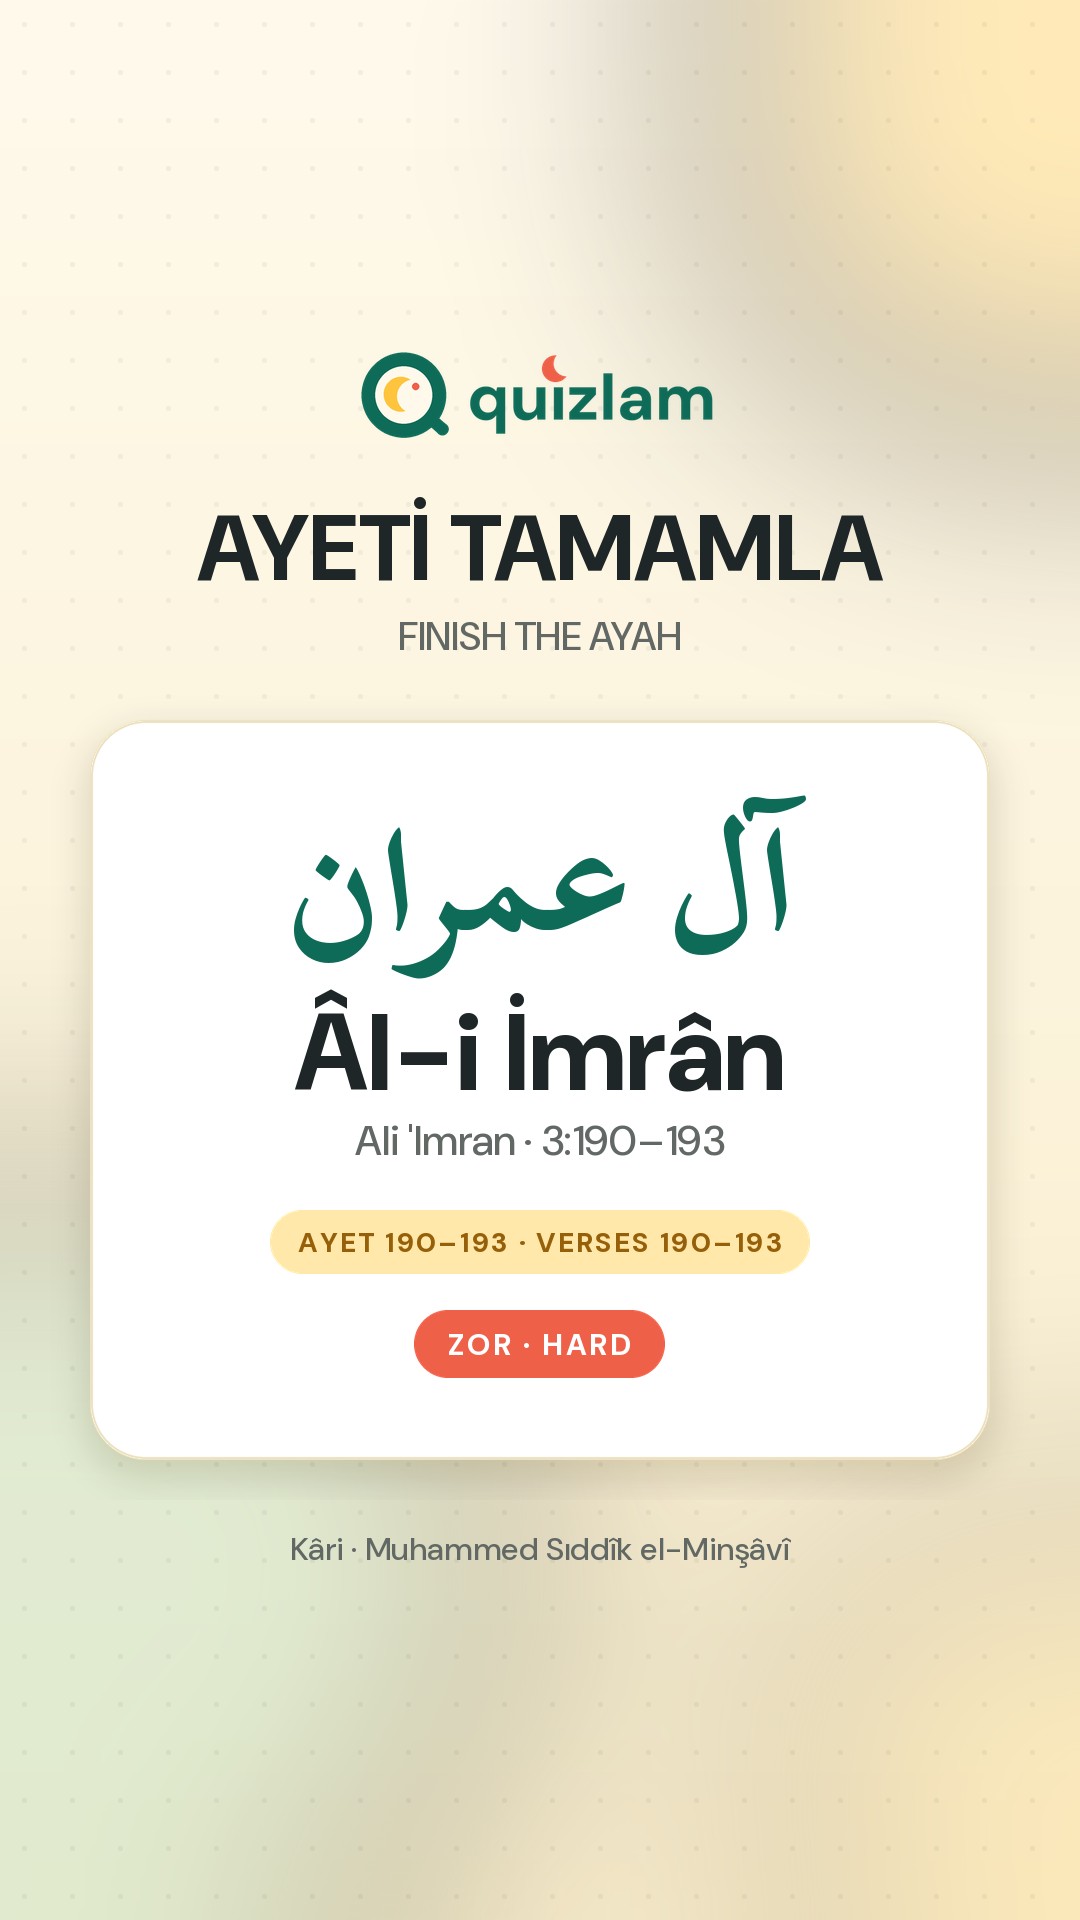 quizlam
AYETİ TAMAMLA
FINISH THE AYAH
آل عمران
Âl-i İmrân
Ali 'Imran · 3:190–193
AYET 190–193 · VERSES 190–193
ZOR · HARD
Kâri · Muhammed Sıddîk el-Minşâvî